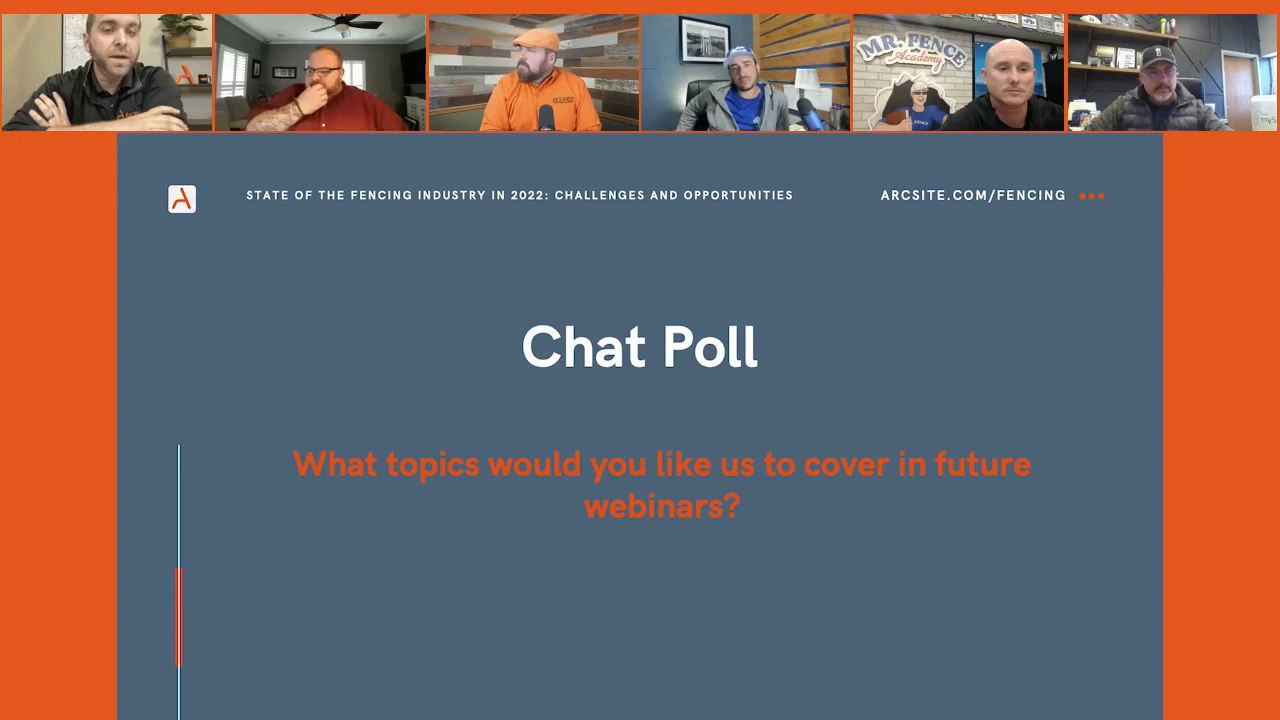 MR. FENCE
Academy
STATE OF THE FENCING INDUSTRY IN 2022: CHALLENGES AND OPPORTUNITIES
ARCSITE.COM/FENCING
Chat Poll
What topics would you like us to cover in future
webinars?